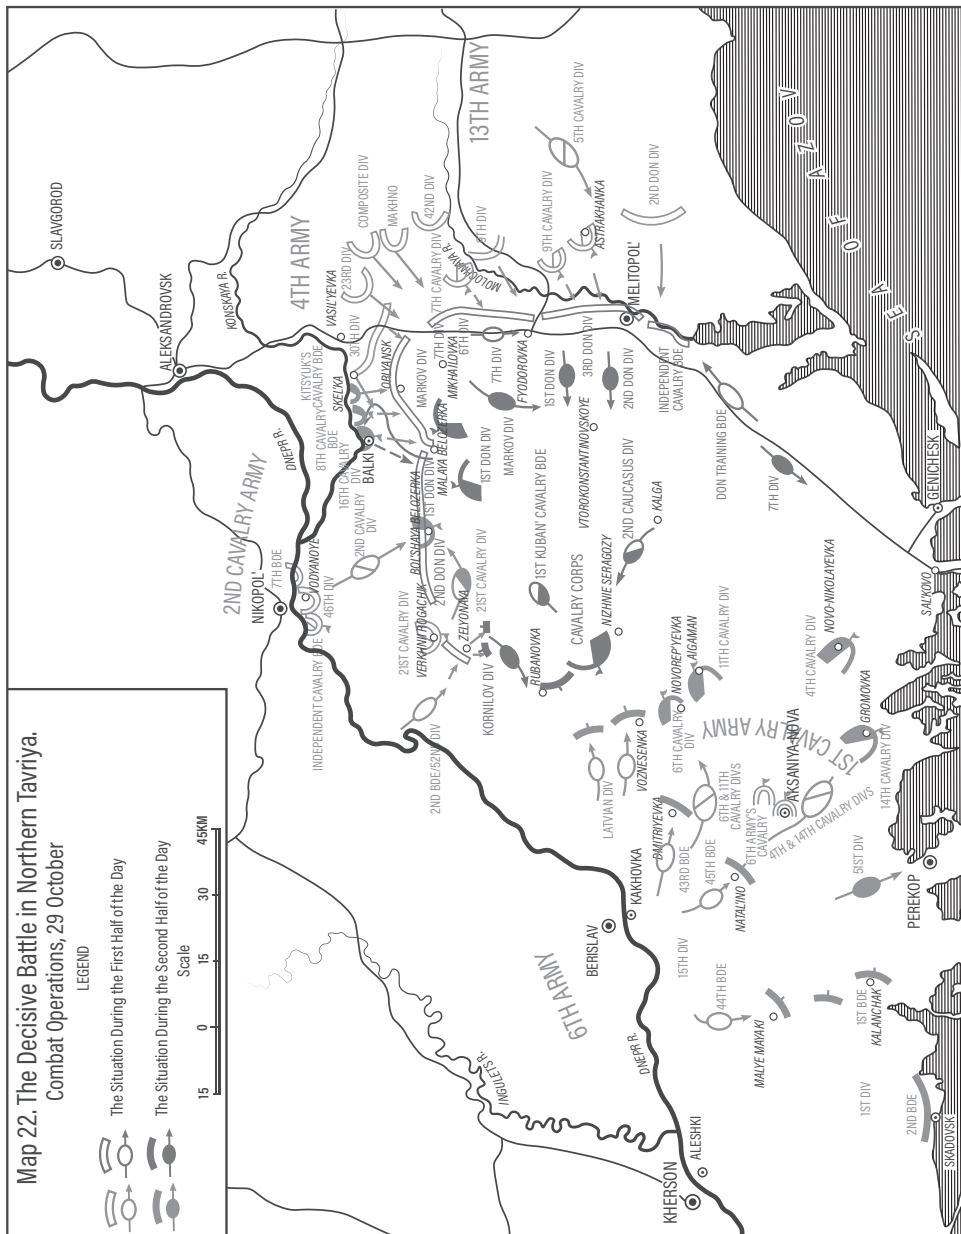 Map 22. The Decisive Battle in Northern Tavriya.
Combat Operations, 29 October
LEGEND
The Situation During the First Half of the Day
The Situation During the Second Half of the Day
Scale
15
0
15
30
45KM
SLAVGOROD
ALEKSANDROVSK
KONSKAYA R.
DNEPR R.
2ND CAVALRY ARMY
4TH ARMY
13TH ARMY
NIKOPOL'
7TH BDE
VODYANOYE
46TH DIV
INDEPENDENT CAVALRY BDE
2ND CAVALRY
DIV
16TH CAVALRY
DIV
8TH CAVALRY
BDE
KITSYUK'S
CAVALRY BDE
SKEL'KA
BALKI
VASIL'YEVKA
30TH DIV
23RD DIV
COMPOSITE DIV
MAKHNO
42ND DIV
7TH CAVALRY DIV
MOLOCHNAYA R.
9TH DIV
9TH CAVALRY DIV
5TH CAVALRY DIV
ASTRAKHANKA
2ND DON DIV
MELITOPOL'
ORLYANSK
MARKOV DIV
7TH DIV
MIKHAILOVKA
6TH DIV
7TH DIV
FYODOROVKA
1ST DON DIV
3RD DON DIV
2ND DON DIV
INDEPENDENT
CAVALRY BDE
BOL'SHAYA BELOZERKA
1ST DON DIV
MALAYA BELOZERKA
1ST DON DIV
MARKOV DIV
21ST CAVALRY DIV
VERKHNII ROGACHIK
2ND DON DIV
ZELYONAYA
21ST CAVALRY DIV
KORNILOV DIV
2ND BDE/52ND DIV
RUBANOVKA
1ST KUBAN' CAVALRY BDE
CAVALRY CORPS
NIZHNIE SERAGOZY
VTOROKONSTANTINOVSKOYE
2ND CAUCASUS DIV
KALGA
DON TRAINING BDE
7TH DIV
GENICHESK
SALKOVO
NOVO-NIKOLAYEVKA
4TH CAVALRY DIV
11TH CAVALRY DIV
AIGAMAN
NOVOREP'YEVKA
6TH CAVALRY
DIV
1ST CAVALRY ARMY
VOZNESENKA
LATVIAN DIV
DMITRIYEVKA
43RD BDE
45TH BDE
6TH & 11TH
CAVALRY DIVS
6TH ARMY'S
CAVALRY
4TH & 14TH CAVALRY DIVS
ASKANIYA-NOVA
GROMOVKA
14TH CAVALRY DIV
NATAL'INO
51ST DIV
PEREKOP
KAKHOVKA
BERISLAV
6TH ARMY
15TH DIV
44TH BDE
MALYE MAYAKI
1ST BDE
KALANCHAK
1ST DIV
2ND BDE
SKADOVSK
DNEPR R.
INGULETS R.
ALESHKI
KHERSON
SEA OF AZOV